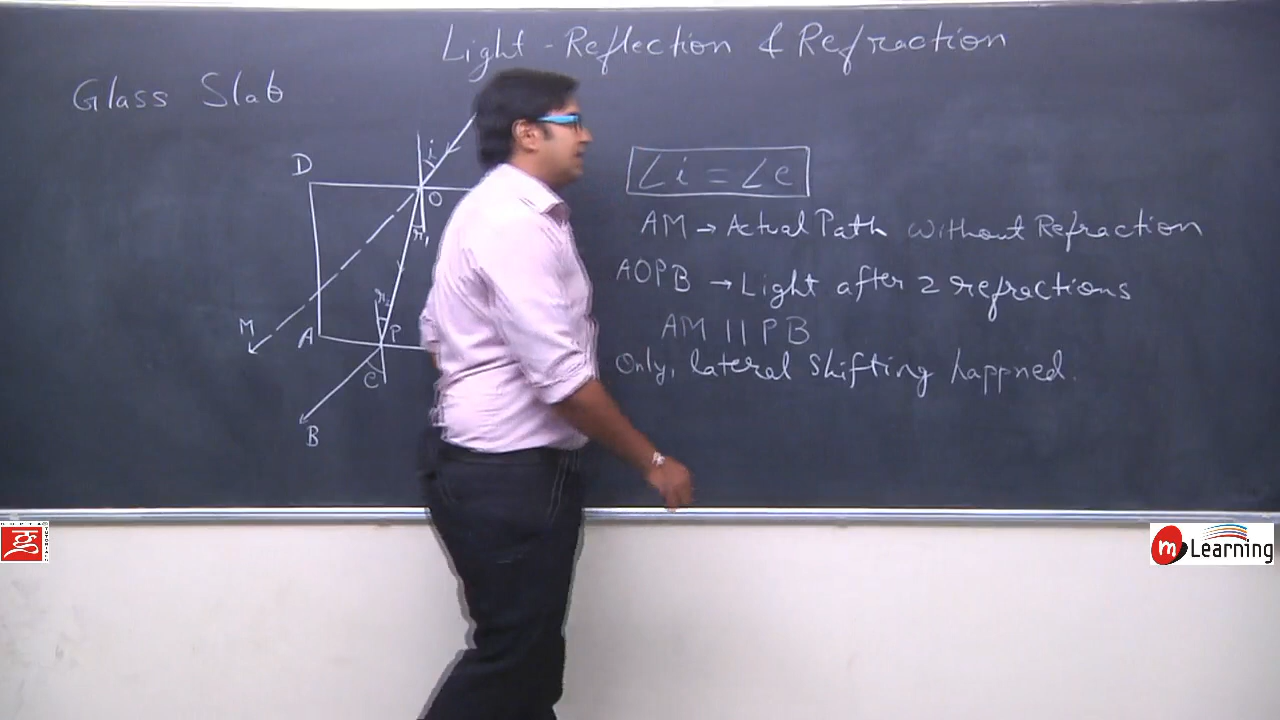 Light - Reflection & Refraction
Glass Slab
D
i
O
r₁
r₂
M
A
P
e
B
∠i = ∠e
AM → Actual Path Without Refraction
AOPB → Light after 2 refractions
AM || PB
Only, lateral Shifting happned.
g
m Learning